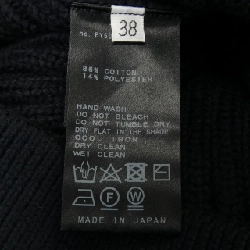 38
86% COTTON
14% POLYESTER
HAND WASH
DO NOT BLEACH
DO NOT TUMBLE DRY
DRY FLAT IN THE SHADE
COOL IRON
DRY CLEAN
WET CLEAN
MADE IN JAPAN